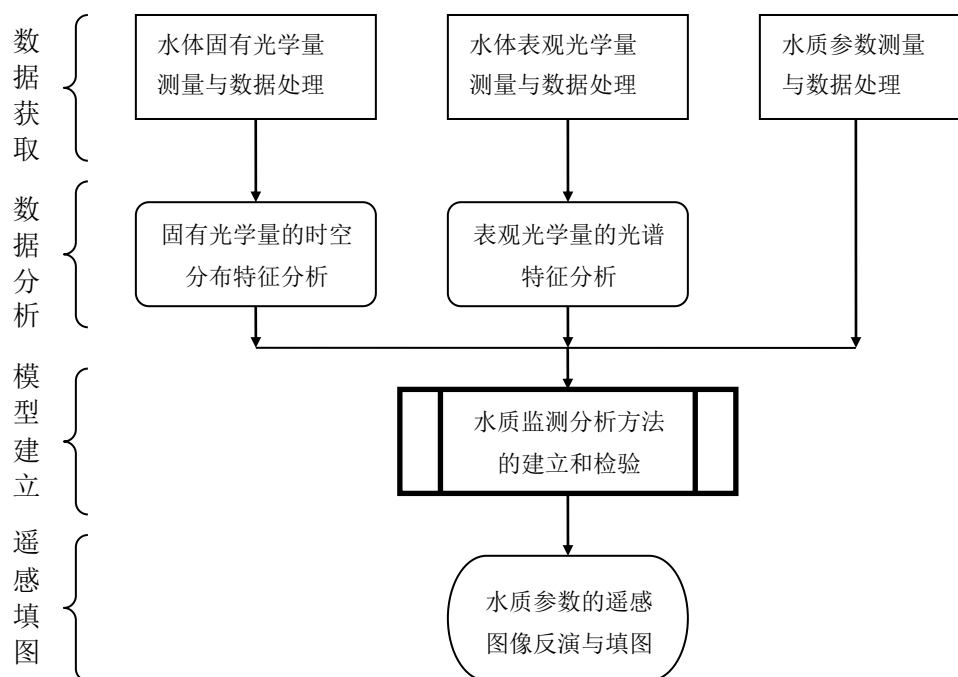 数据获取
水体固有光学量
测量与数据处理
水体表观光学量
测量与数据处理
水质参数测量
与数据处理
数据分析
固有光学量的时空
分布特征分析
表观光学量的光谱
特征分析
模型建立
水质监测分析方法
的建立和检验
遥感填图
水质参数的遥感
图像反演与填图